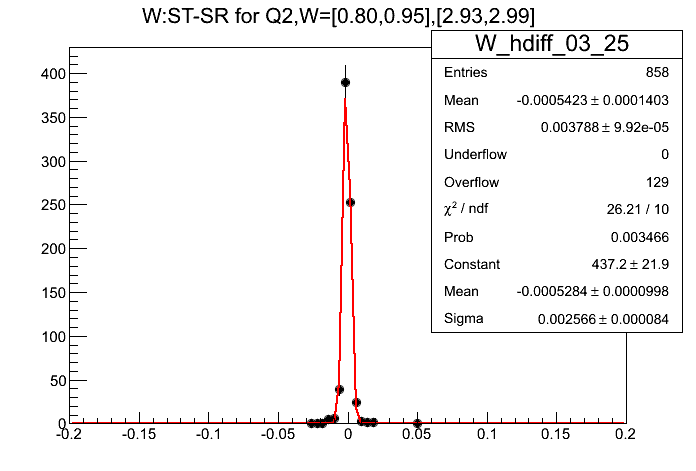 W:ST-SR for Q2,W=[0.80,0.95],[2.93,2.99]
W_hdiff_03_25
Entries 858
Mean -0.0005423 ± 0.0001403
RMS 0.003788 ± 9.92e-05
Underflow 0
Overflow 129
χ² / ndf 26.21 / 10
Prob 0.003466
Constant 437.2 ± 21.9
Mean -0.0005284 ± 0.0000998
Sigma 0.002566 ± 0.000084
400
350
300
250
200
150
100
50
0
-0.2 -0.15 -0.1 -0.05 0 0.05 0.1 0.15 0.2